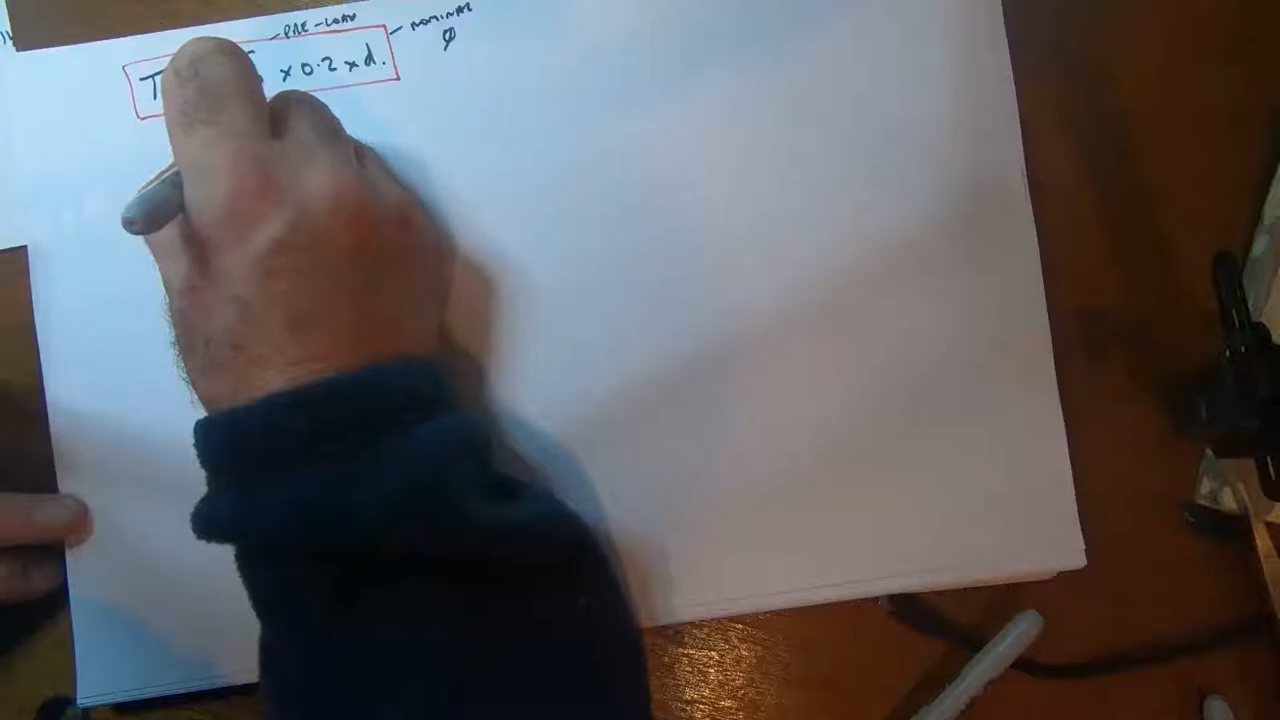 PRE-LOAD
NOMINAL
Ø
T × 0.2 × d.